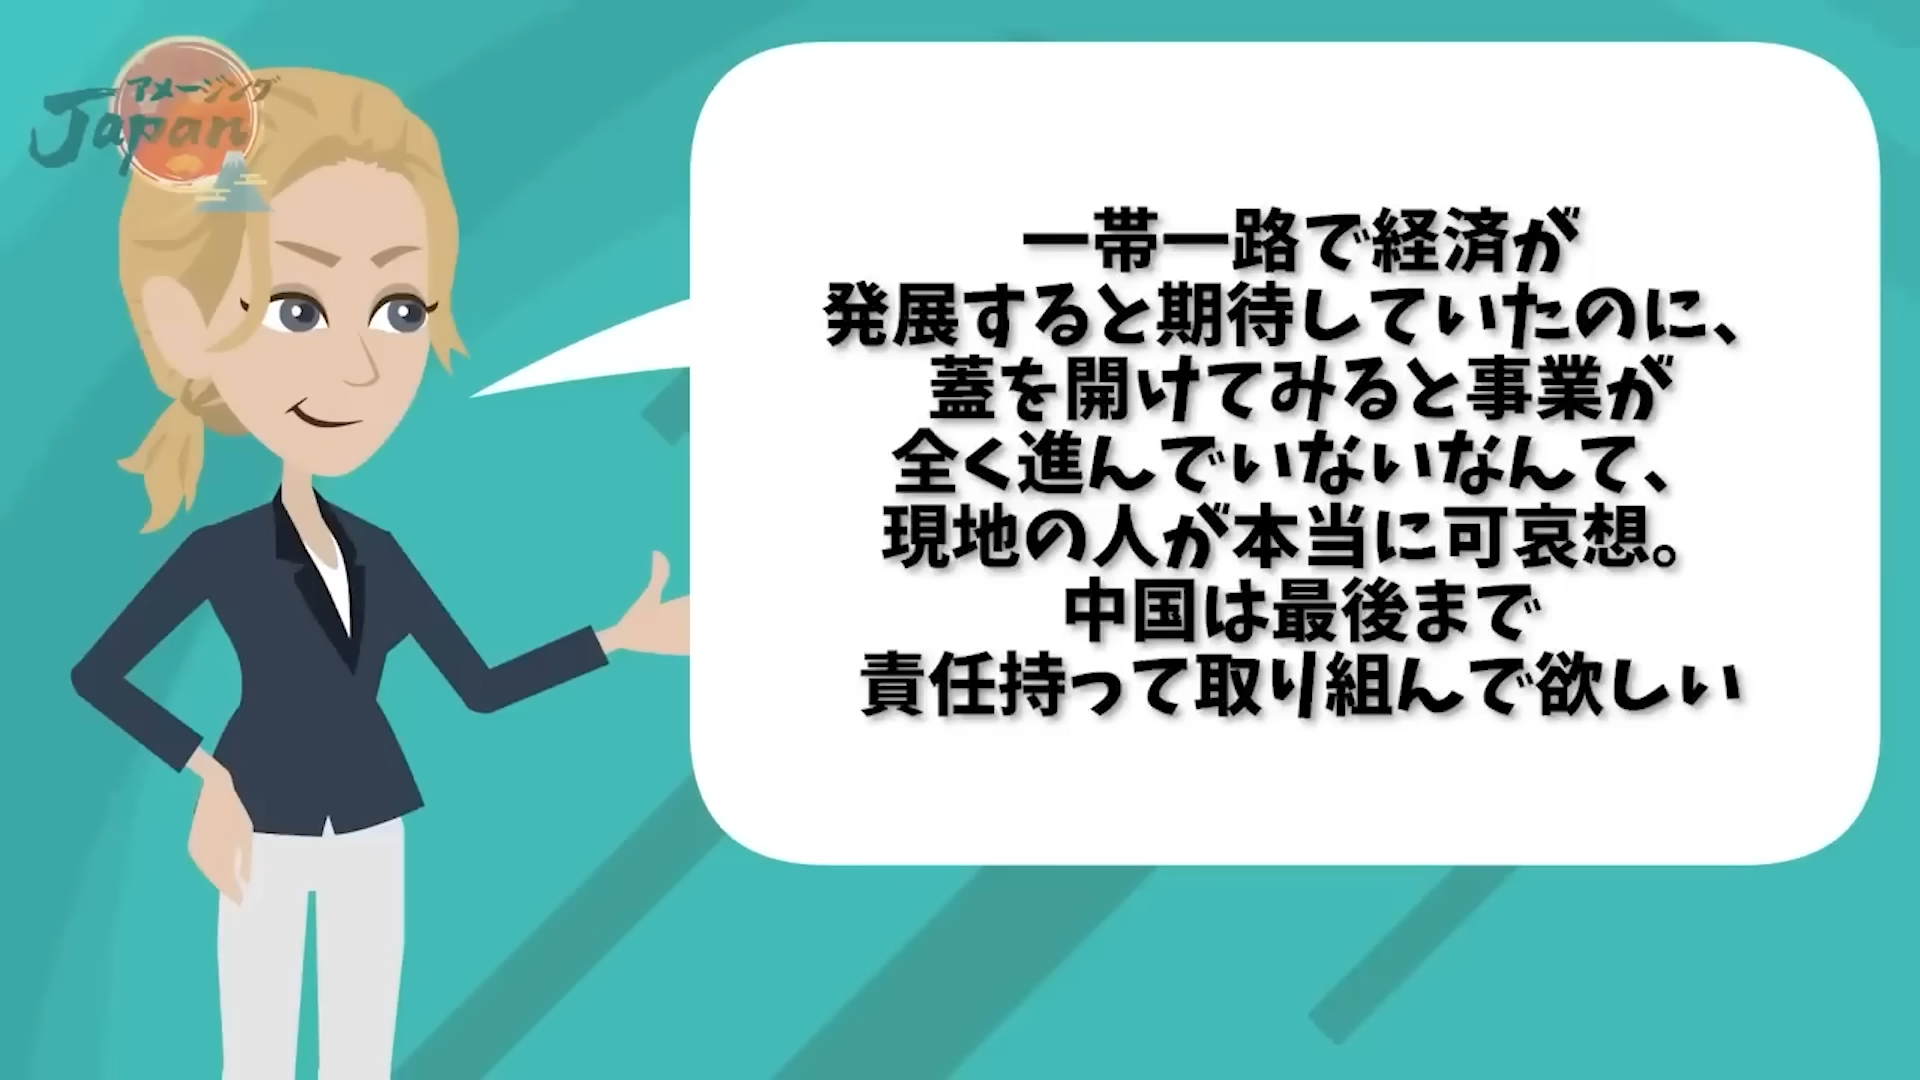 アメージング
Japan
一帯一路で経済が
発展すると期待していたのに、
蓋を開けてみると事業が
全く進んでいないなんて、
現地の人が本当に可哀想。
中国は最後まで
責任持って取り組んで欲しい